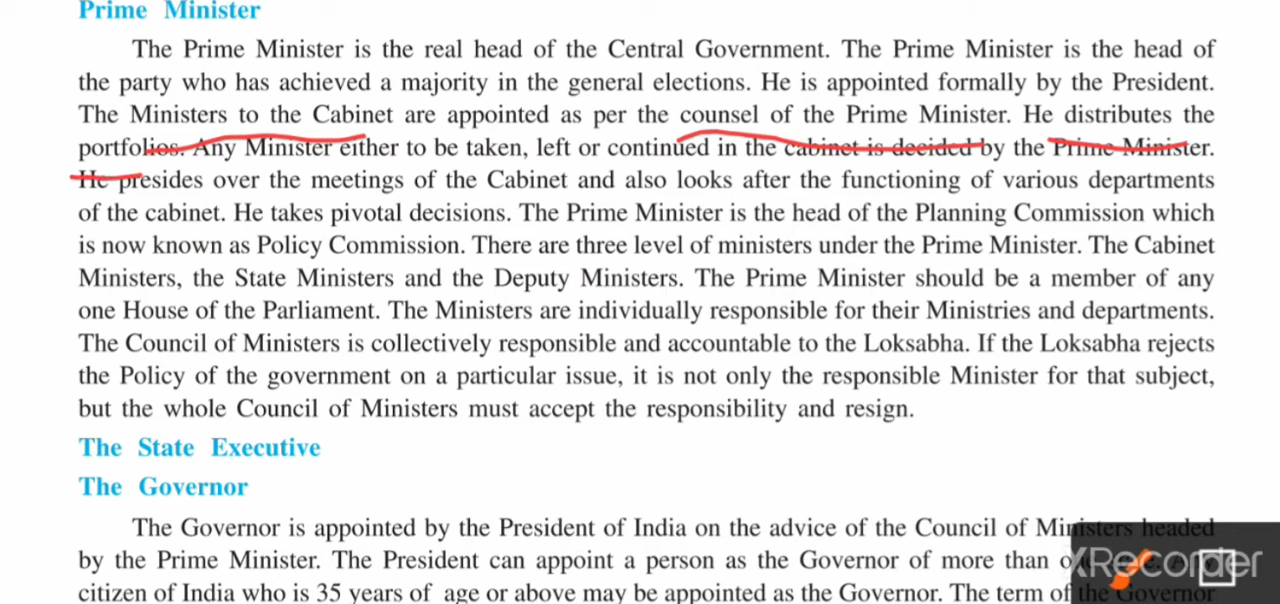 Prime Minister
The Prime Minister is the real head of the Central Government. The Prime Minister is the head of
the party who has achieved a majority in the general elections. He is appointed formally by the President.
The Ministers to the Cabinet are appointed as per the counsel of the Prime Minister. He distributes the
portfolios. Any Minister either to be taken, left or continued in the cabinet is decided by the Prime Minister.
He presides over the meetings of the Cabinet and also looks after the functioning of various departments
of the cabinet. He takes pivotal decisions. The Prime Minister is the head of the Planning Commission which
is now known as Policy Commission. There are three level of ministers under the Prime Minister. The Cabinet
Ministers, the State Ministers and the Deputy Ministers. The Prime Minister should be a member of any
one House of the Parliament. The Ministers are individually responsible for their Ministries and departments.
The Council of Ministers is collectively responsible and accountable to the Loksabha. If the Loksabha rejects
the Policy of the government on a particular issue, it is not only the responsible Minister for that subject,
but the whole Council of Ministers must accept the responsibility and resign.
The State Executive
The Governor
The Governor is appointed by the President of India on the advice of the Council of Ministers headed
by the Prime Minister. The President can appoint a person as the Governor of more than
citizen of India who is 35 years of age or above may be appointed as the Governor. The term of the Governor
XRecorder